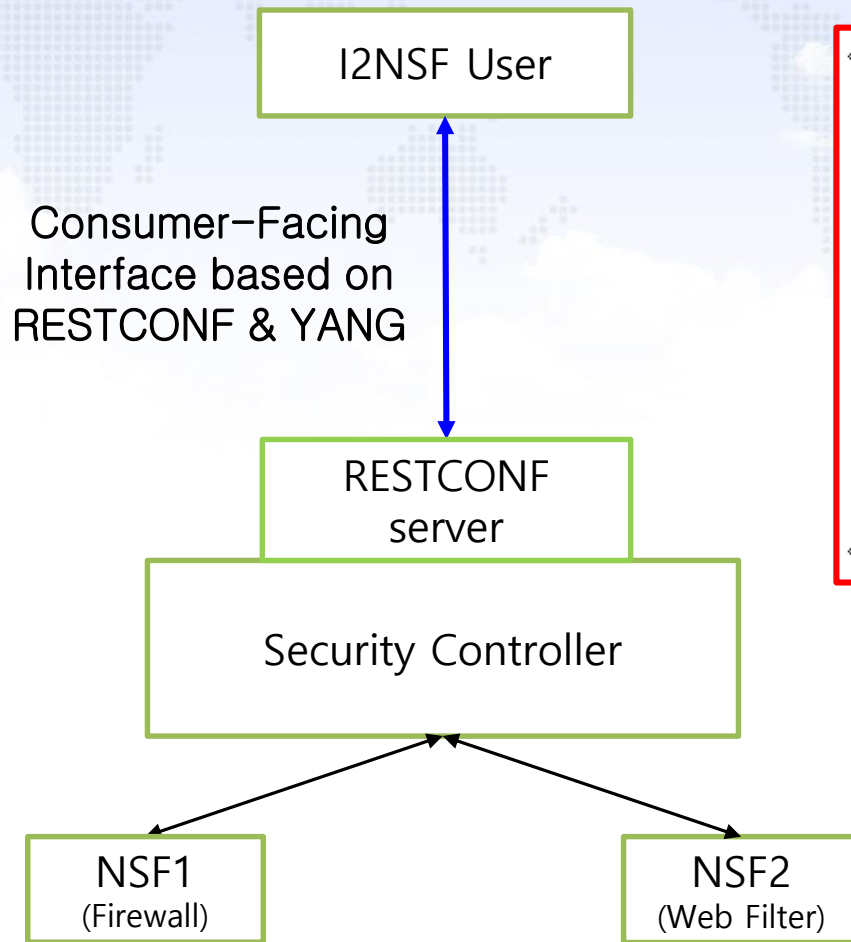 I2NSF User
Consumer-Facing
Interface based on
RESTCONF & YANG
RESTCONF
server
Security Controller
NSF1
(Firewall)
NSF2
(Web Filter)